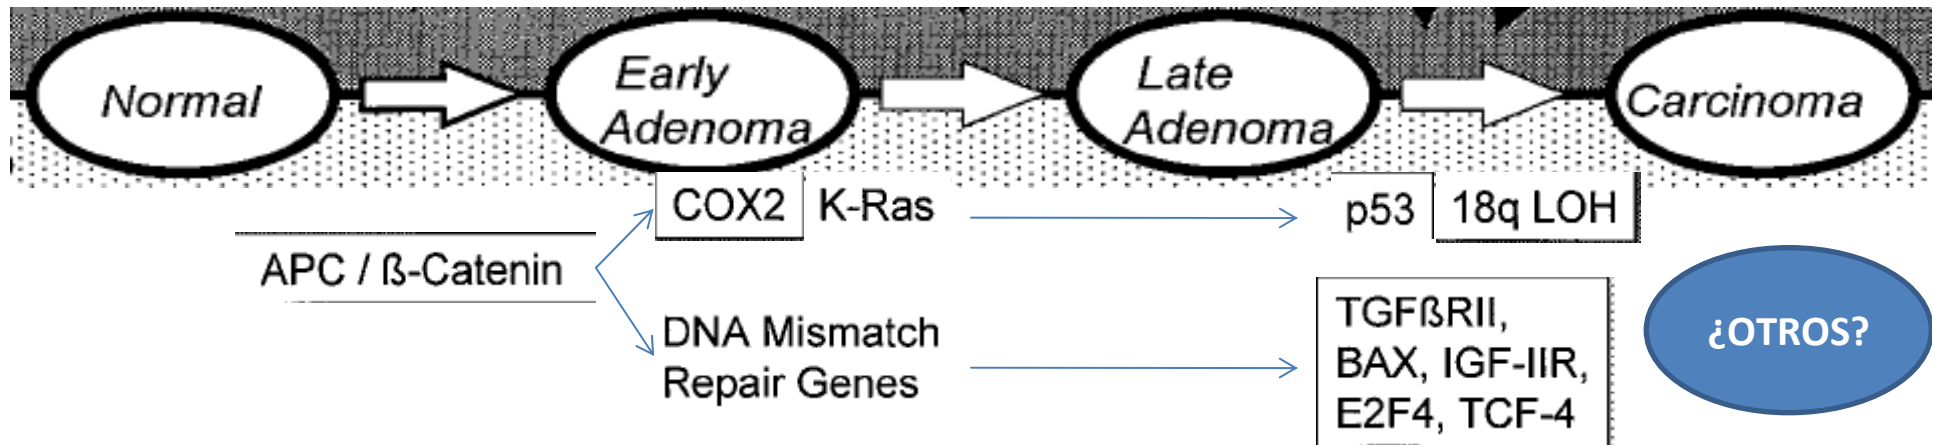 Normal
Early
Adenoma
Late
Adenoma
Carcinoma
COX2 K-Ras
p53 18q LOH
APC / ß-Catenin
DNA Mismatch
Repair Genes
TGFßRII,
BAX, IGF-IIR,
E2F4, TCF-4
¿OTROS?